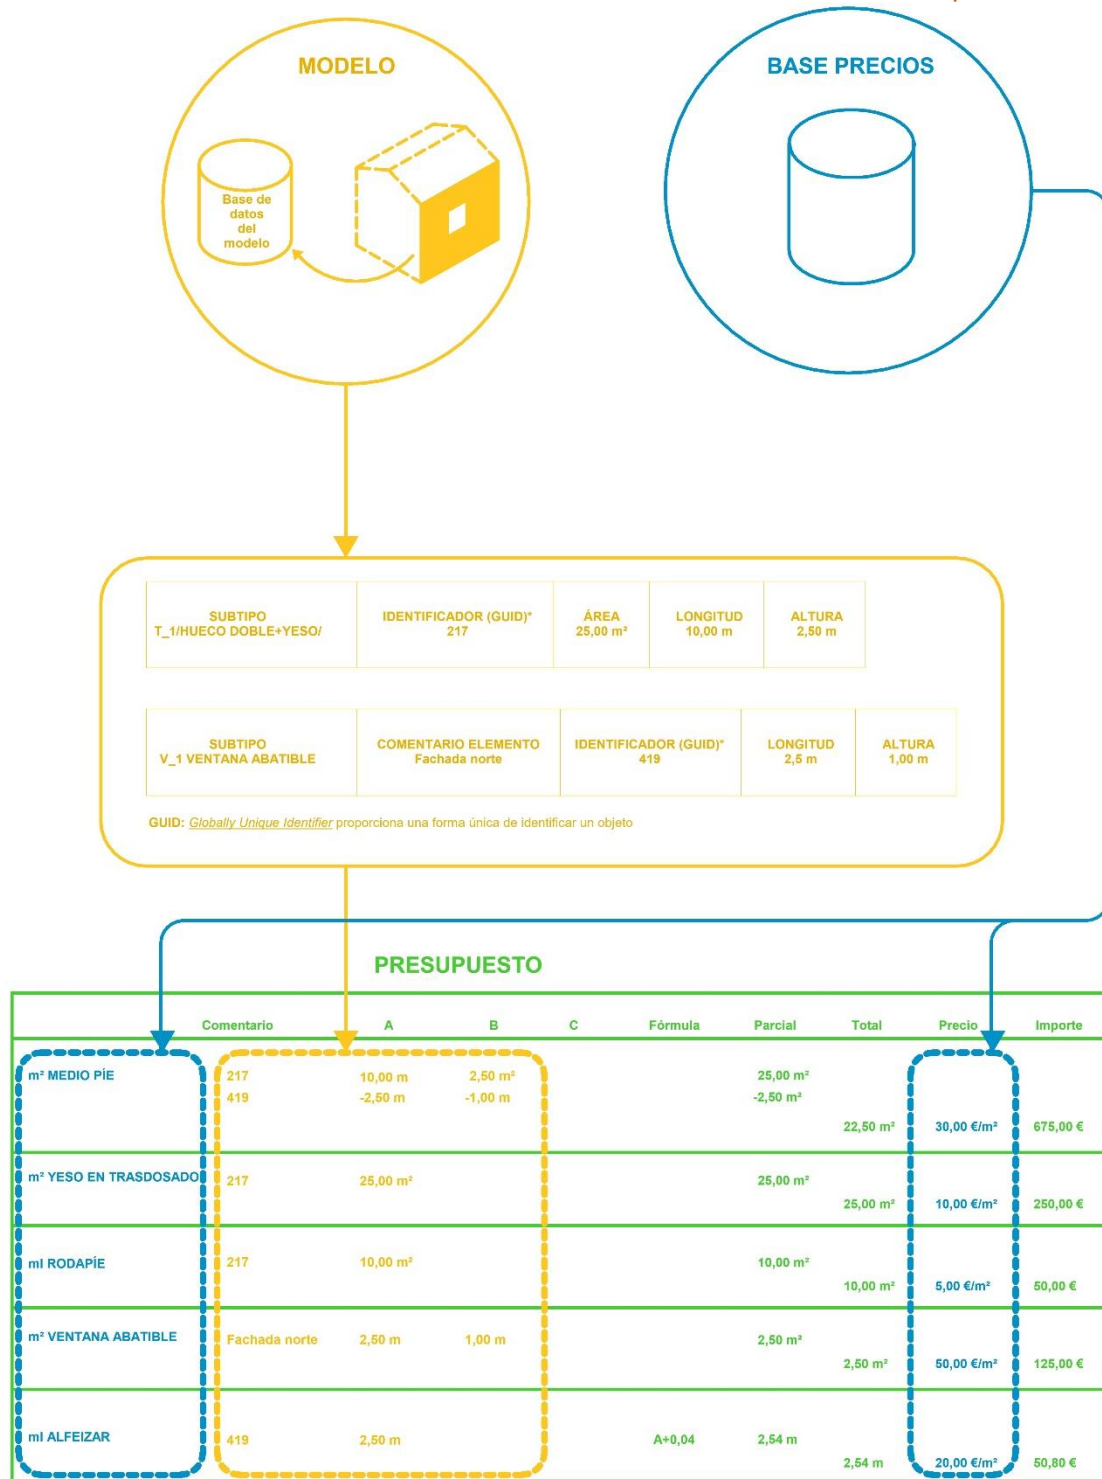 MODELO
BASE PRECIOS
Base de
datos
del
modelo
SUBTIPO
T_1/HUECO DOBLE+YESO/
IDENTIFICADOR (GUID)*
217
ÁREA
25,00 m²
LONGITUD
10,00 m
ALTURA
2,50 m
SUBTIPO
V_1 VENTANA ABATIBLE
COMENTARIO ELEMENTO
Fachada norte
IDENTIFICADOR (GUID)*
419
LONGITUD
2,5 m
ALTURA
1,00 m
GUID: Globally Unique Identifier proporciona una forma única de identificar un objeto
PRESUPUESTO
Comentario A B C Fórmula Parcial Total Precio Importe
m² MEDIO PÍE 217 10,00 m 2,50 m² 25,00 m²
419 -2,50 m -1,00 m -2,50 m²
22,50 m² 30,00 €/m² 675,00 €
m² YESO EN TRASDOSADO 217 25,00 m² 25,00 m²
25,00 m² 10,00 €/m² 250,00 €
ml RODAPÍE 217 10,00 m² 10,00 m²
10,00 m² 5,00 €/m² 50,00 €
m² VENTANA ABATIBLE Fachada norte 2,50 m 1,00 m 2,50 m²
2,50 m² 50,00 €/m² 125,00 €
ml ALFEIZAR 419 2,50 m A+0,04 2,54 m
2,54 m 20,00 €/m² 50,80 €